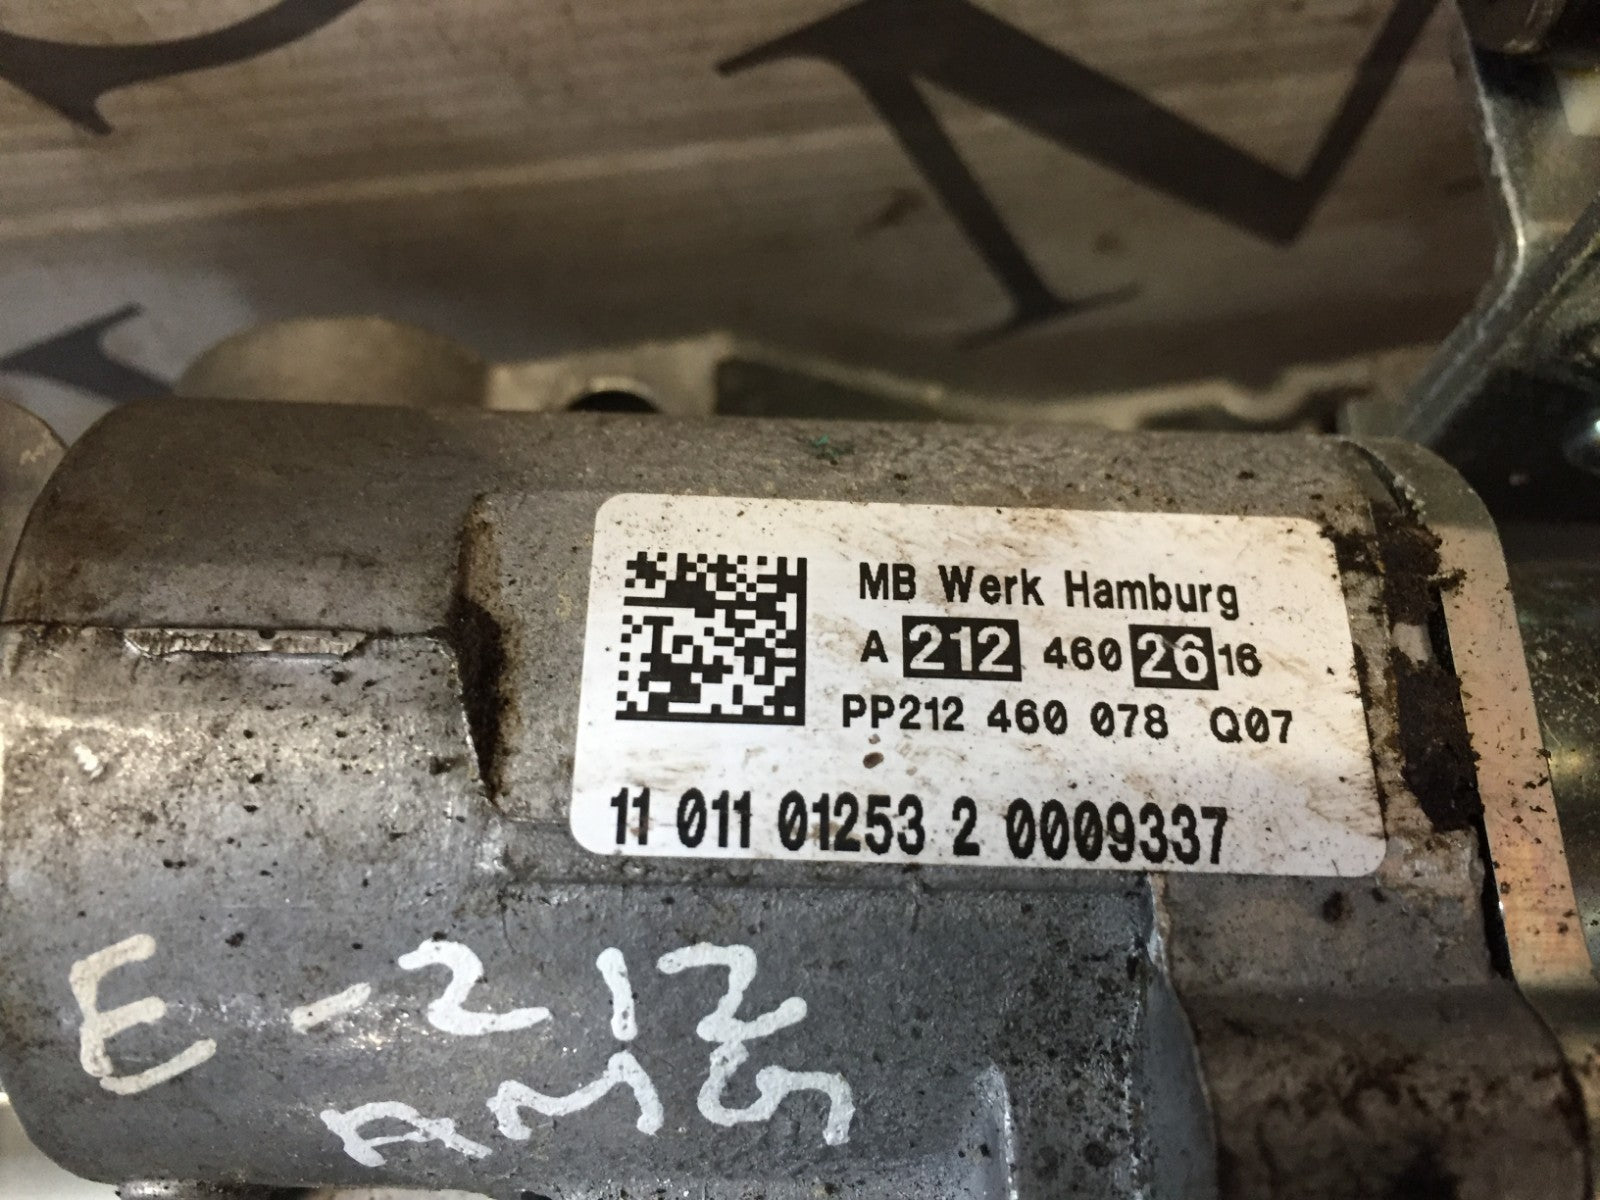 MB Werk Hamburg
A 212 460 26 16
PP212 460 078 Q07
11 011 01253 2 0009337
E-212
AMG